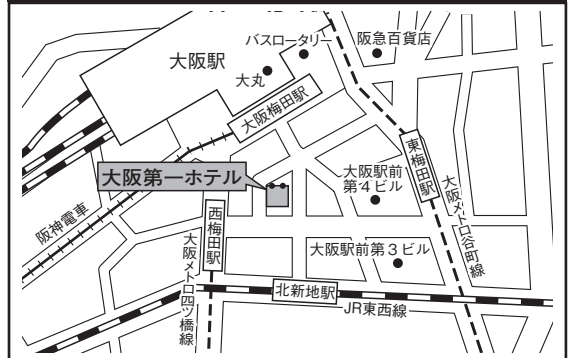 バスロータリー
阪急百貨店
大阪駅
大丸
大阪梅田駅
東梅田駅
大阪第一ホテル
大阪駅前
第4ビル
大阪メトロ谷町線
阪神電車
西梅田駅
大阪メトロ四ツ橋線
大阪駅前第3ビル
北新地駅
JR東西線